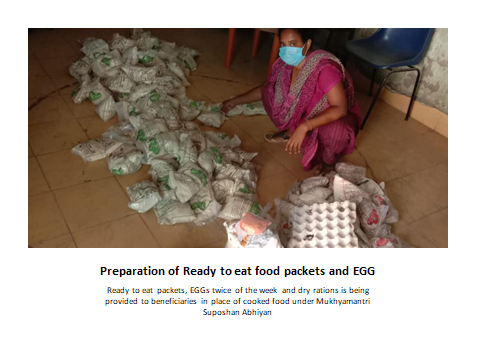 Preparation of Ready to eat food packets and EGG
Ready to eat packets, EGGs twice of the week and dry rations is being
provided to beneficiaries in place of cooked food under Mukhyamantri
Suposhan Abhiyan